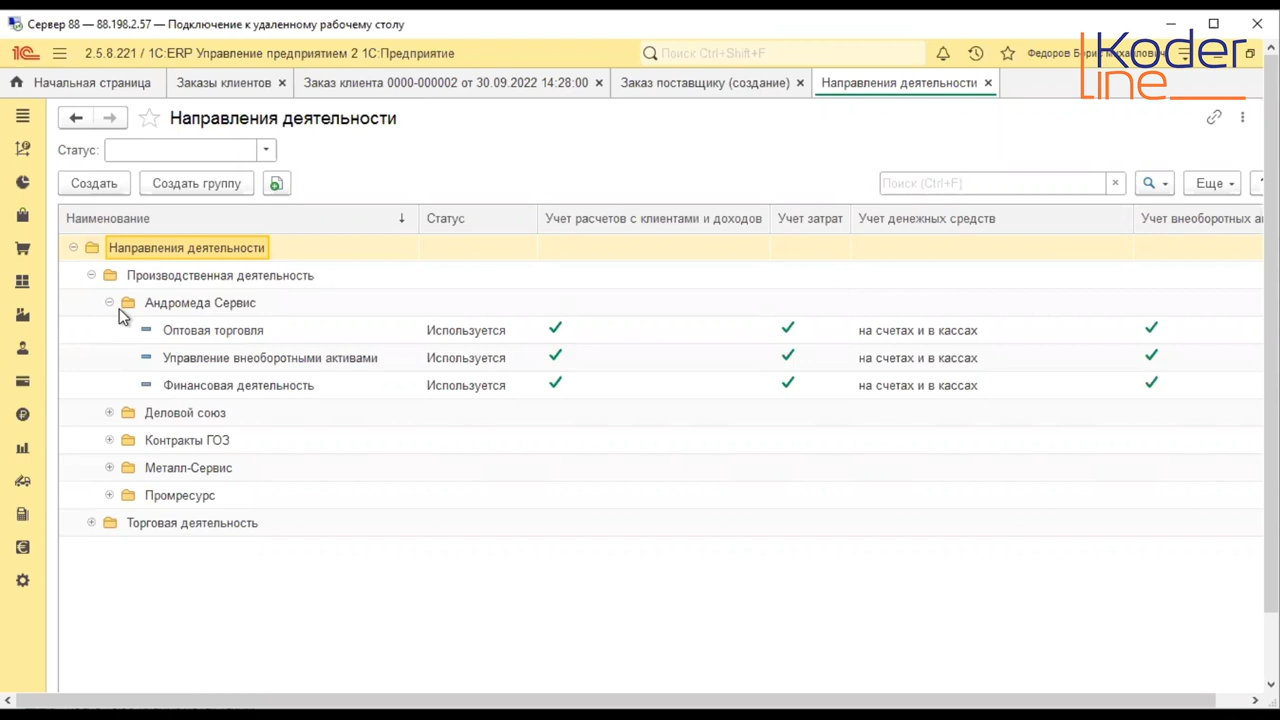 Сервер 88 — 88.198.2.57 — Подключение к удаленному рабочему столу
1С 2.5.8.221 / 1С:ERP Управление предприятием 2 1С:Предприятие
Поиск Ctrl+Shift+F
Koder
line
Начальная страница
Заказы клиентов
Заказ клиента 0000-000002 от 30.09.2022 14:28:00
Заказ поставщику (создание)
Направления деятельности
Направления деятельности
Статус:
Создать
Создать группу
Поиск (Ctrl+F)
Еще
Наименование Статус Учет расчетов с клиентами и доходов Учет затрат Учет денежных средств Учет внеоборотных
Направления деятельности
Производственная деятельность
Андромеда Сервис
Оптовая торговля Используется на счетах и в кассах
Управление внеоборотными активами Используется на счетах и в кассах
Финансовая деятельность Используется на счетах и в кассах
Деловой союз
Контракты ГОЗ
Металл-Сервис
Промресурс
Торговая деятельность